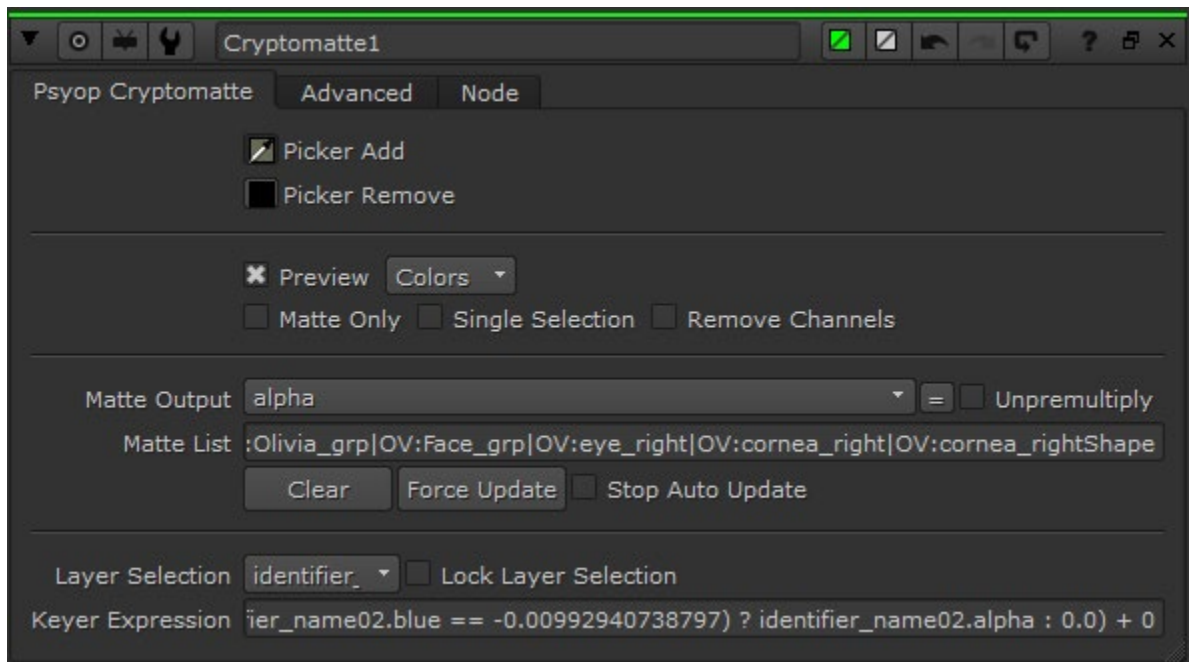 Cryptomatte1 ?
Psyop Cryptomatte Advanced Node
Picker Add
Picker Remove
Preview Colors
Matte Only Single Selection Remove Channels
Matte Output alpha = Unpremultiply
Matte List :Olivia_grp|OV:Face_grp|OV:eye_right|OV:cornea_right|OV:cornea_rightShape
Clear Force Update Stop Auto Update
Layer Selection identifier_ Lock Layer Selection
Keyer Expression ier_name02.blue == -0.00992940738797) ? identifier_name02.alpha : 0.0) + 0